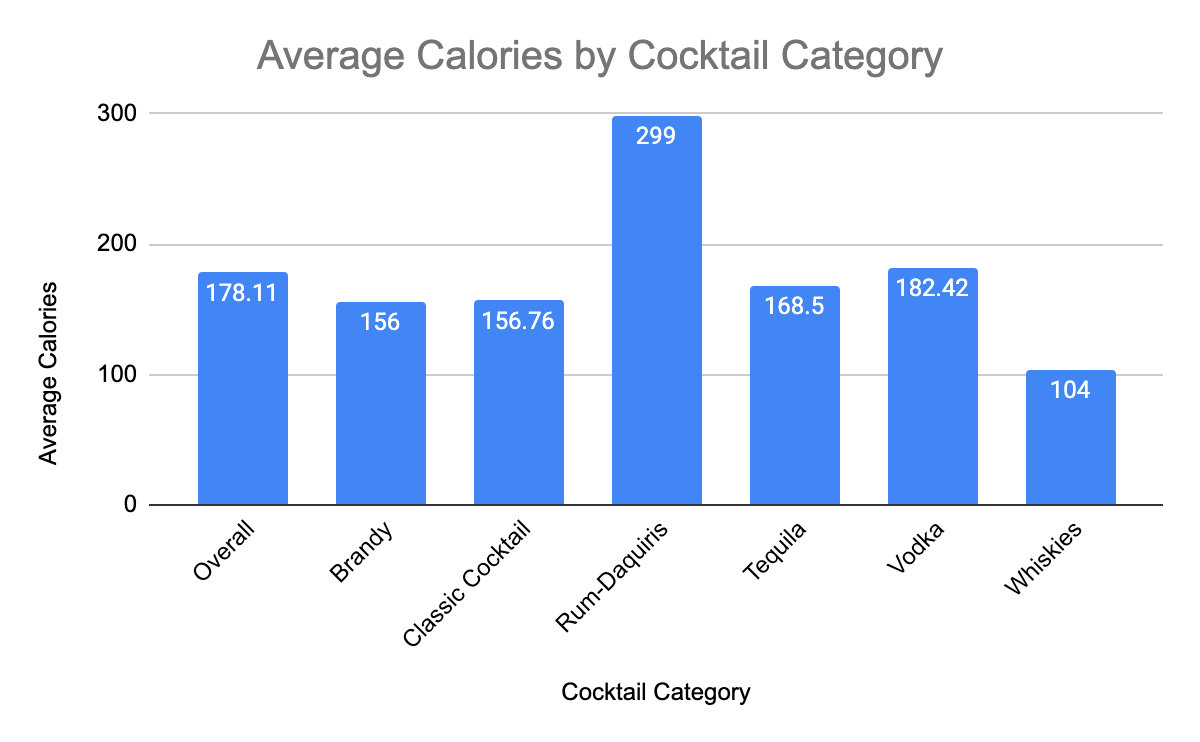 Average Calories by Cocktail Category
300
200
100
0
Average Calories
178.11
156
156.76
299
168.5
182.42
104
Overall
Brandy
Classic Cocktail
Rum-Daquiris
Tequila
Vodka
Whiskies
Cocktail Category